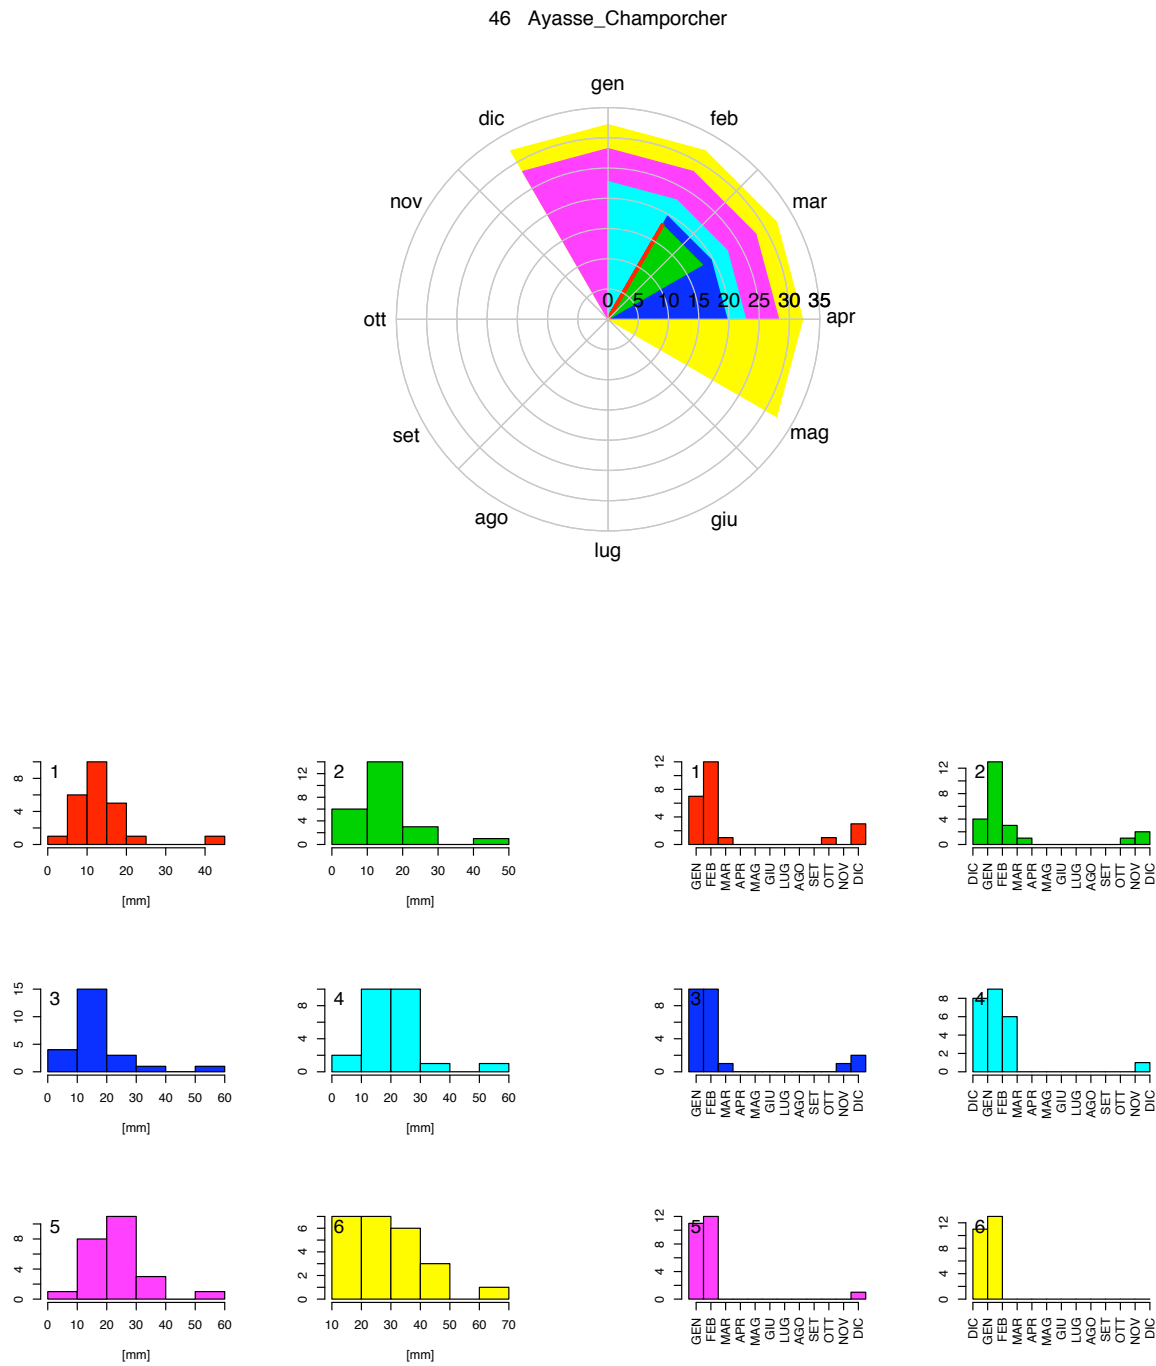 46 Ayasse_Champorcher
gen
dic
feb
nov
mar
0 5 10 15 20 25 30 35
ott
apr
set
mag
ago
giu
lug
1
0 4 8
0 10 20 30 40
[mm]
2
0 4 8 12
0 10 20 30 40 50
[mm]
1
0 4 8 12
GEN FEB MAR APR MAG GIU LUG AGO SET OTT NOV DIC
2
0 4 8 12
DIC GEN FEB MAR APR MAG GIU LUG AGO SET OTT NOV DIC
3
0 5 10 15
0 10 20 30 40 50 60
[mm]
4
0 4 8
0 10 20 30 40 50 60
[mm]
3
0 4 8
GEN FEB MAR APR MAG GIU LUG AGO SET OTT NOV DIC
4
0 2 4 6 8
DIC GEN FEB MAR APR MAG GIU LUG AGO SET OTT NOV DIC
5
0 4 8
0 10 20 30 40 50 60
[mm]
6
0 2 4 6
10 20 30 40 50 60 70
[mm]
5
0 4 8 12
GEN FEB MAR APR MAG GIU LUG AGO SET OTT NOV DIC
6
0 4 8 12
DIC GEN FEB MAR APR MAG GIU LUG AGO SET OTT NOV DIC